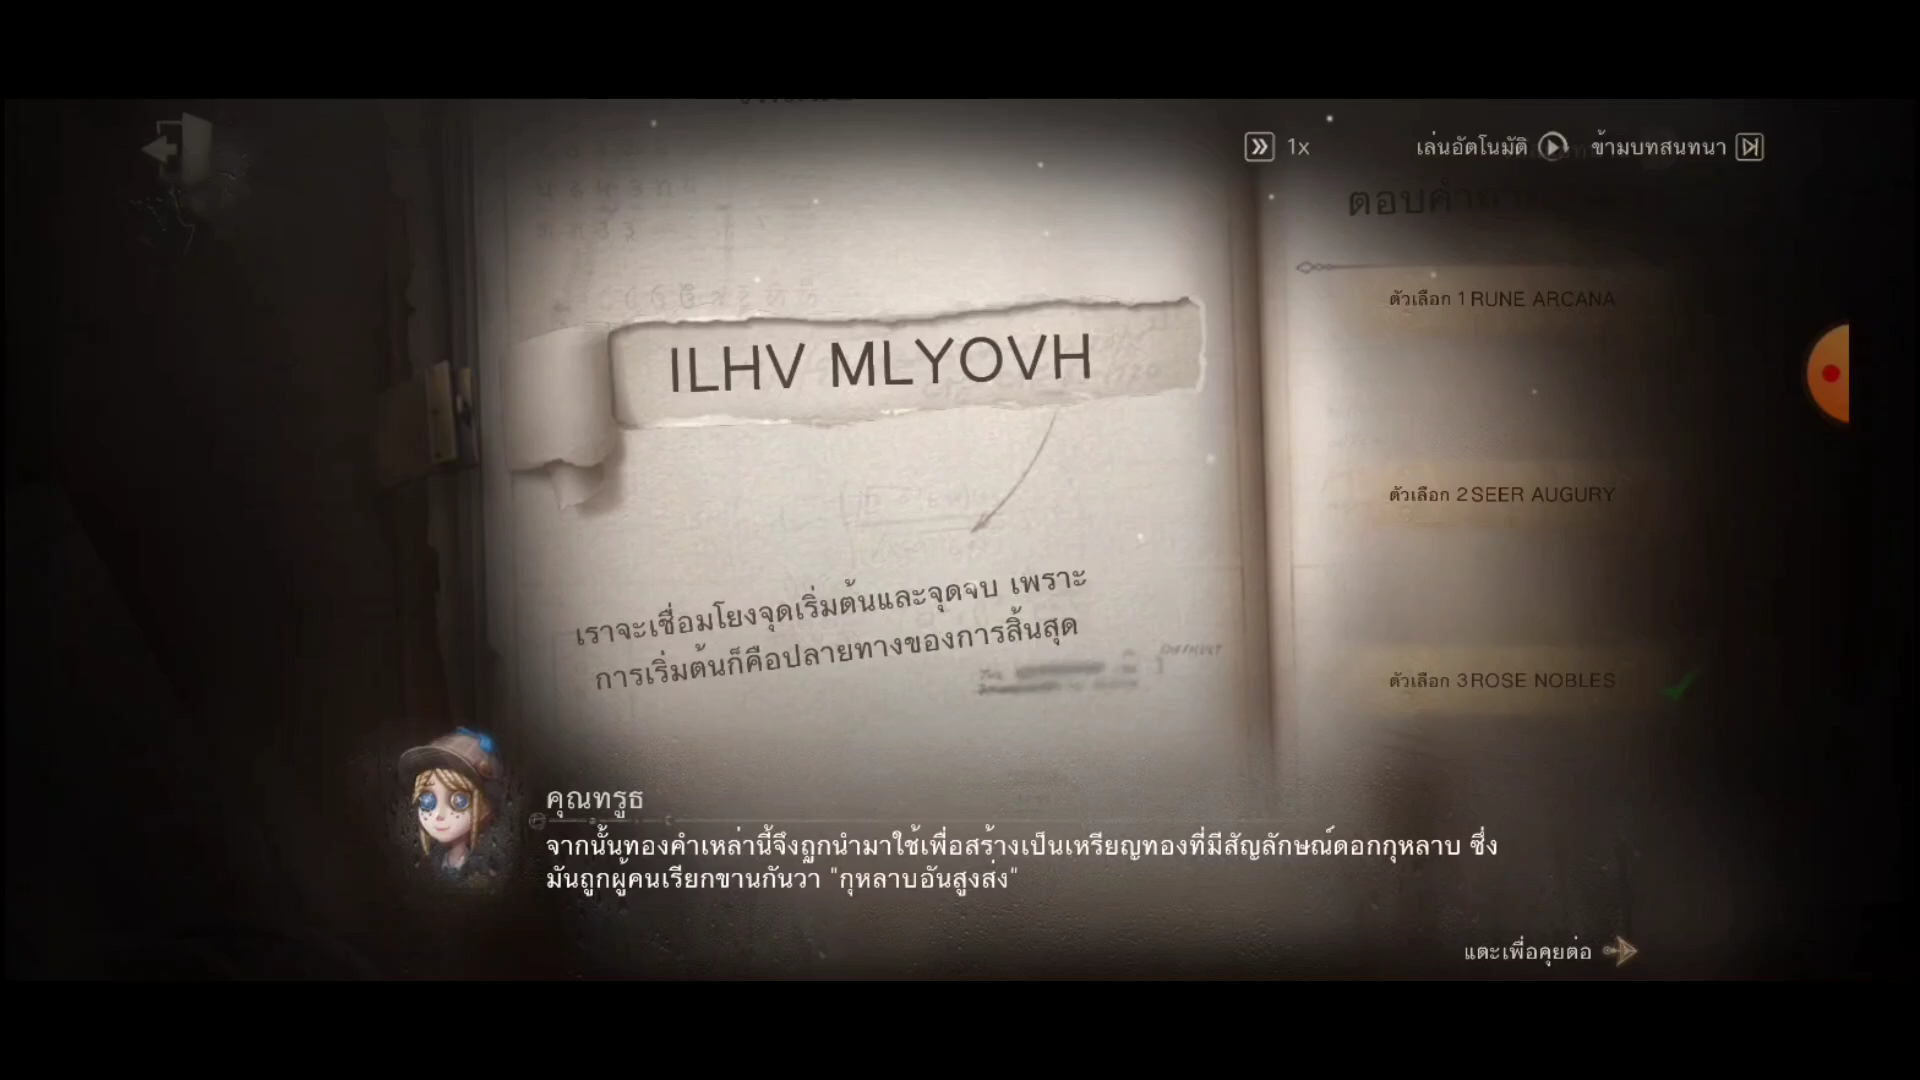 1x
เล่นอัตโนมัติ
ข้ามบทสนทนา
ตัวเลือก 1 RUNE ARCANA
ILHV MLYOVH
ตัวเลือก 2 SEER AUGURY
เราจะเชื่อมโยงจุดเริ่มต้นและจุดจบ เพราะ
การเริ่มต้นก็คือปลายทางของการสิ้นสุด
ตัวเลือก 3 ROSE NOBLES
คุณทรูธ
จากนั้นทองคำเหล่านี้จึงถูกนำมาใช้เพื่อสร้างเป็นเหรียญทองที่มีสัญลักษณ์ดอกกุหลาบ ซึ่ง
มันถูกผู้คนเรียกขานกันว่า "กุหลาบอันสูงส่ง"
แตะเพื่อคุยต่อ